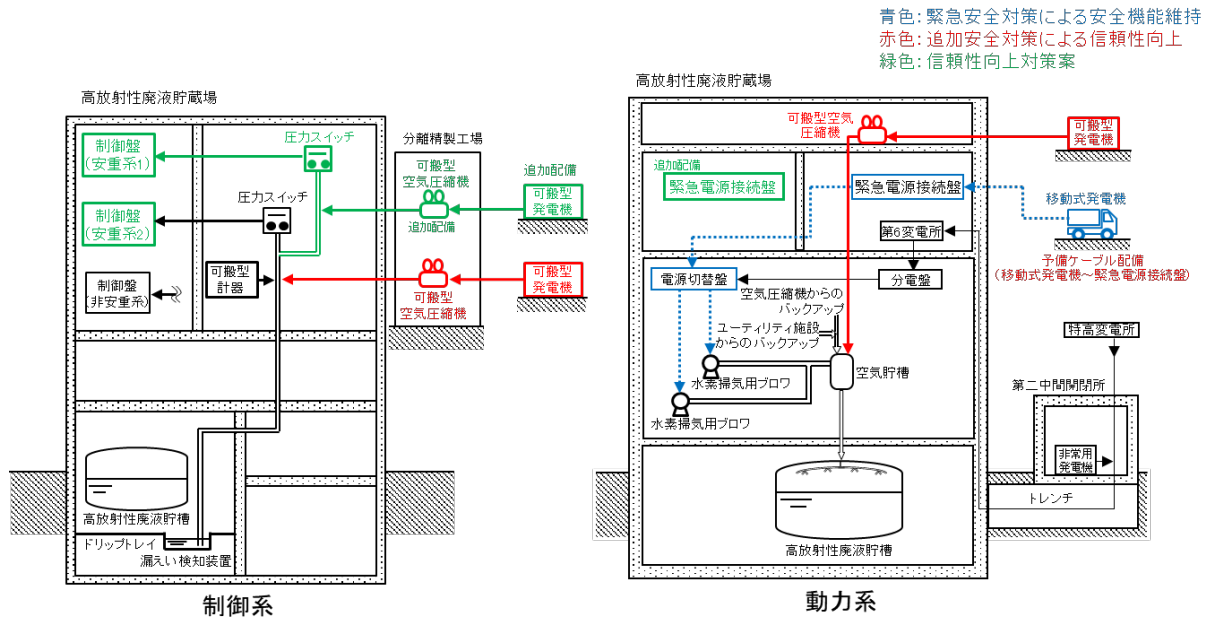 青色：緊急安全対策による安全機能維持
赤色：追加安全対策による信頼性向上
緑色：信頼性向上対策案
高放射性廃液貯蔵場
制御盤
(安重系1)
圧力スイッチ
制御盤
(安重系2)
圧力スイッチ
制御盤
(非安重系)
可搬型
計器
分離精製工場
可搬型
空気圧縮機
追加配備
追加配備
可搬型
発電機
可搬型
空気圧縮機
可搬型
発電機
高放射性廃液貯槽
ドリップトレイ
漏えい検知装置
制御系
高放射性廃液貯蔵場
可搬型空気
圧縮機
可搬型
発電機
追加配備
緊急電源接続盤
緊急電源接続盤
移動式発電機
予備ケーブル配備
(移動式発電機～緊急電源接続盤)
第6変電所
電源切替盤
分電盤
空気圧縮機からの
バックアップ
ユーティリティ施設
からのバックアップ
水素掃気用ブロワ
空気貯槽
水素掃気用ブロワ
特高変電所
第二中間開閉所
非常用
発電機
トレンチ
高放射性廃液貯槽
動力系